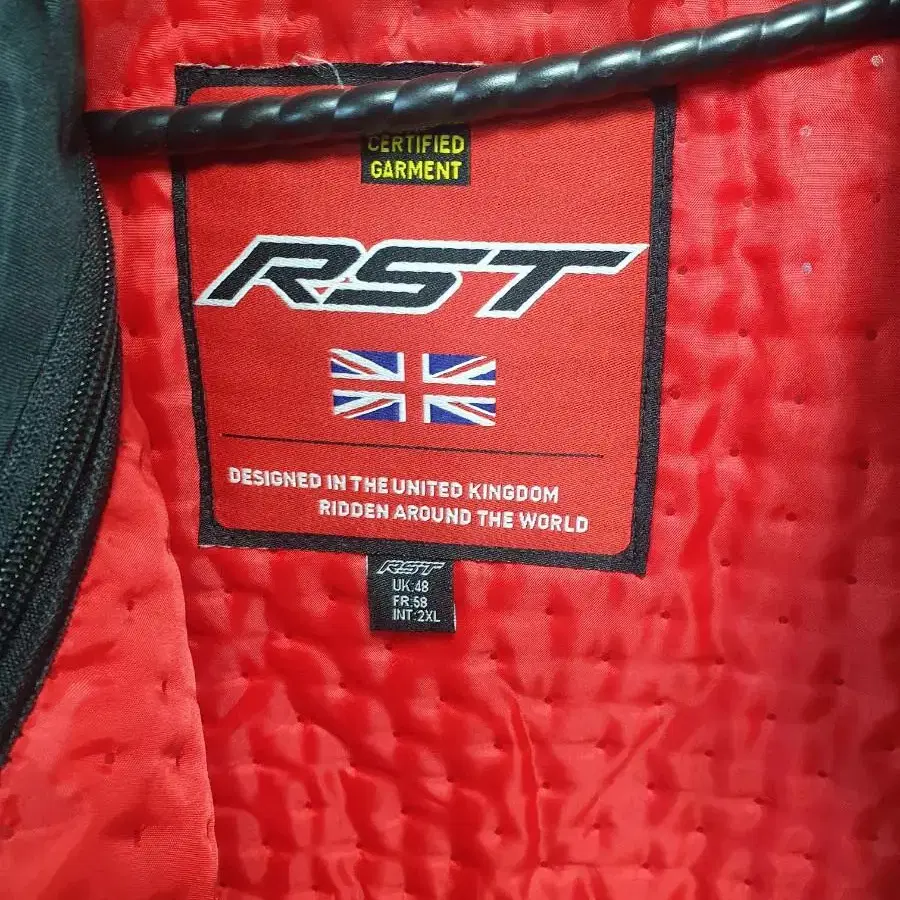 CERTIFIED
GARMENT
RST
DESIGNED IN THE UNITED KINGDOM
RIDDEN AROUND THE WORLD
RST
UK:48
FR:58
INT:2XL